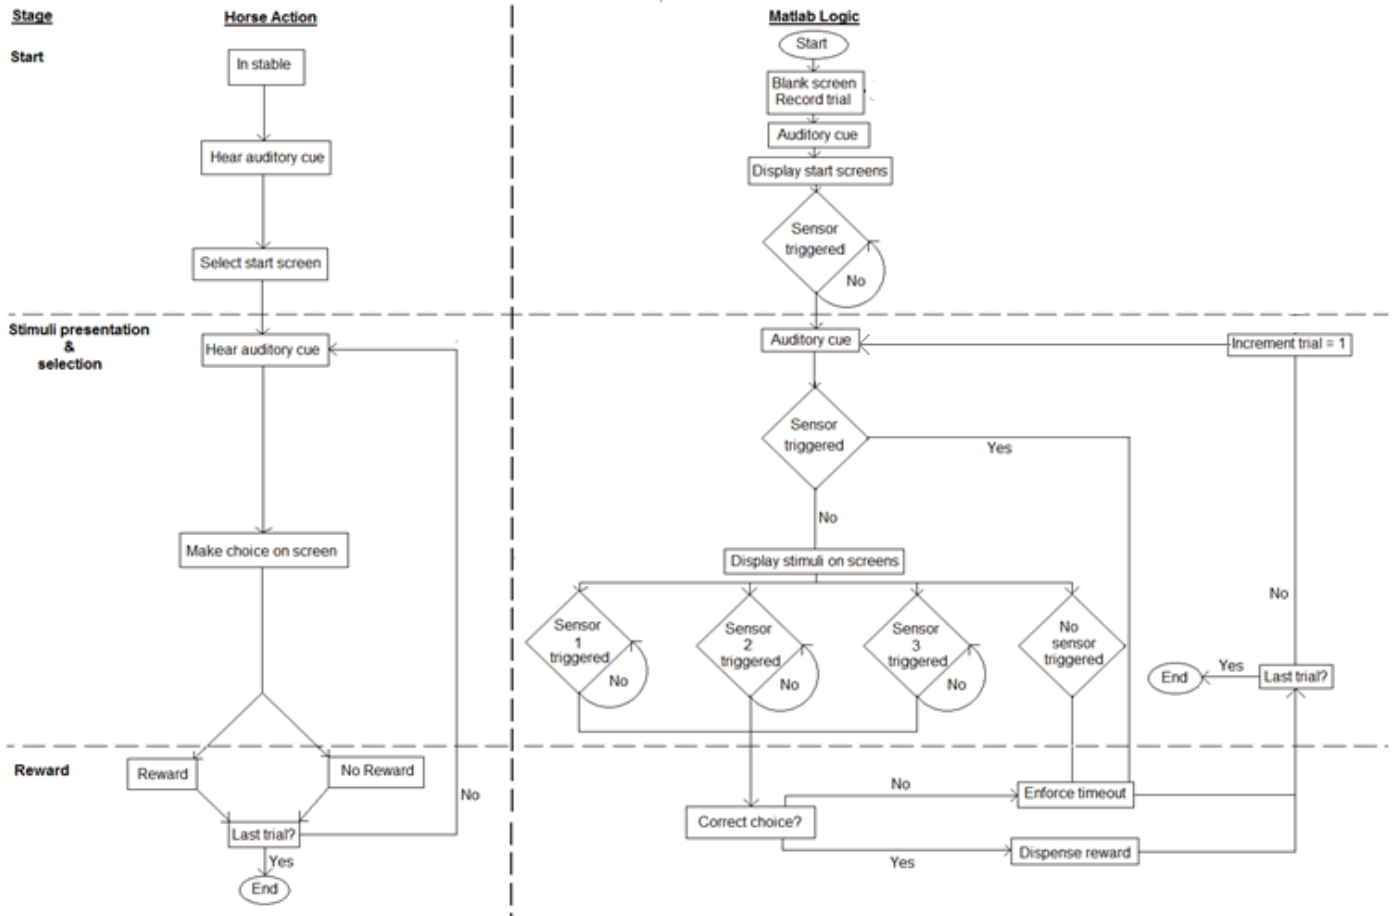 Stage
Horse Action
Matlab Logic
Start
In stable
Hear auditory cue
Select start screen
Start
Blank screen
Record trial
Auditory cue
Display start screens
Sensor
triggered
No
Stimuli presentation
&
selection
Hear auditory cue
Make choice on screen
Auditory cue
Increment trial = 1
Sensor
triggered
Yes
No
Display stimuli on screens
Sensor
1
triggered
No
Sensor
2
triggered
No
Sensor
3
triggered
No
No
sensor
triggered
No
End
Yes
Last trial?
Reward
Reward
No Reward
No
Last trial?
Yes
End
Correct choice?
No
Enforce timeout
Yes
Dispense reward